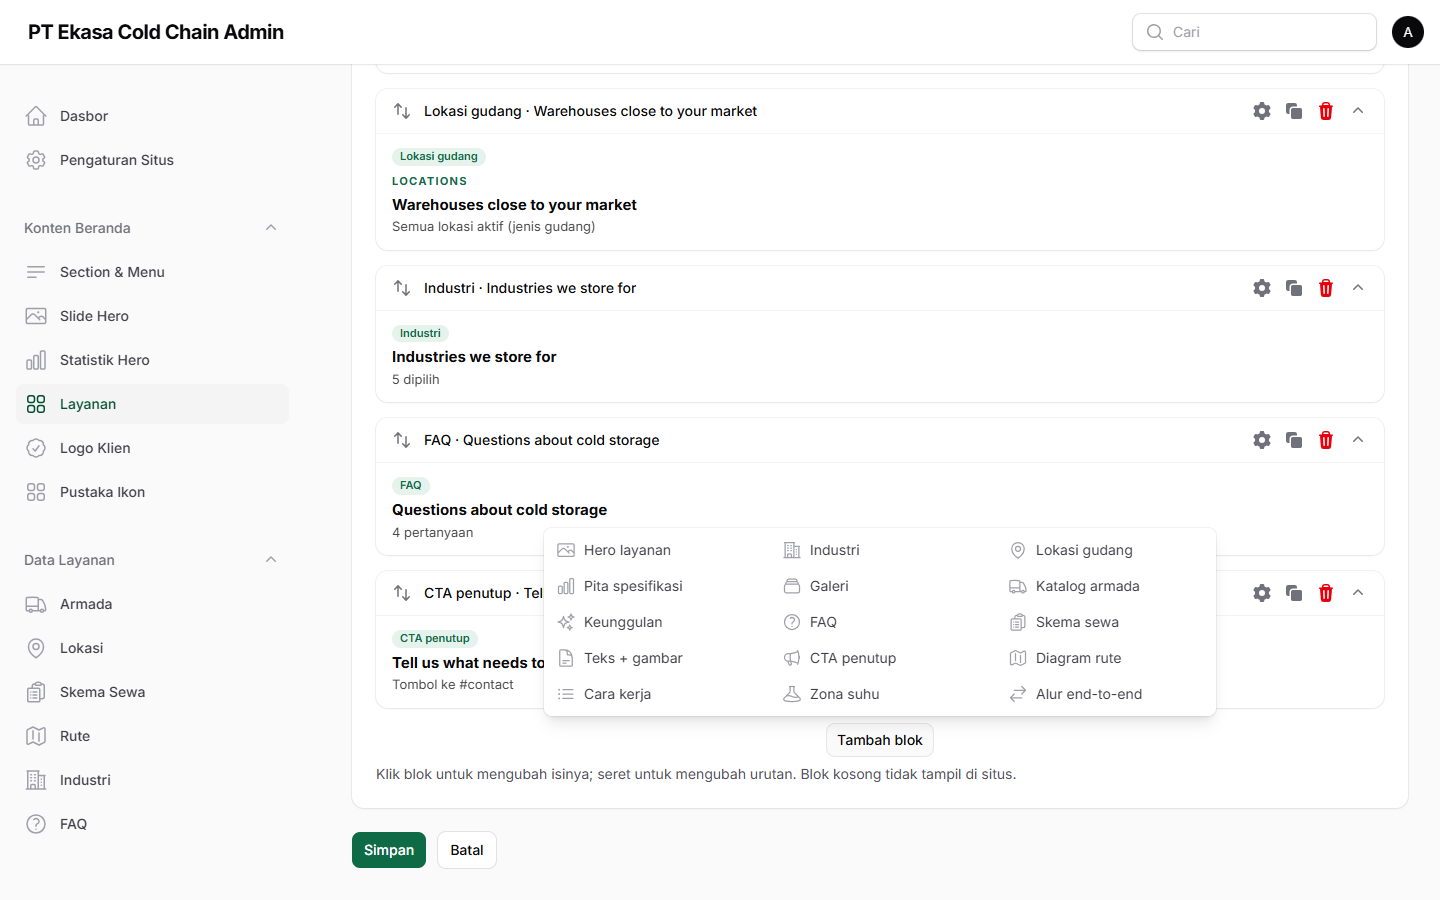 PT Ekasa Cold Chain Admin
Cari
A
Dasbor
Pengaturan Situs
Konten Beranda
Section & Menu
Slide Hero
Statistik Hero
Layanan
Logo Klien
Pustaka Ikon
Data Layanan
Armada
Lokasi
Skema Sewa
Rute
Industri
FAQ
Lokasi gudang · Warehouses close to your market
Lokasi gudang
LOCATIONS
Warehouses close to your market
Semua lokasi aktif (jenis gudang)
Industri · Industries we store for
Industri
Industries we store for
5 dipilih
FAQ · Questions about cold storage
FAQ
Questions about cold storage
4 pertanyaan
CTA penutup · Tel
CTA penutup
Tell us what needs to
Tombol ke #contact
Hero layanan
Industri
Lokasi gudang
Pita spesifikasi
Galeri
Katalog armada
Keunggulan
FAQ
Skema sewa
Teks + gambar
CTA penutup
Diagram rute
Cara kerja
Zona suhu
Alur end-to-end
Tambah blok
Klik blok untuk mengubah isinya; seret untuk mengubah urutan. Blok kosong tidak tampil di situs.
Simpan
Batal